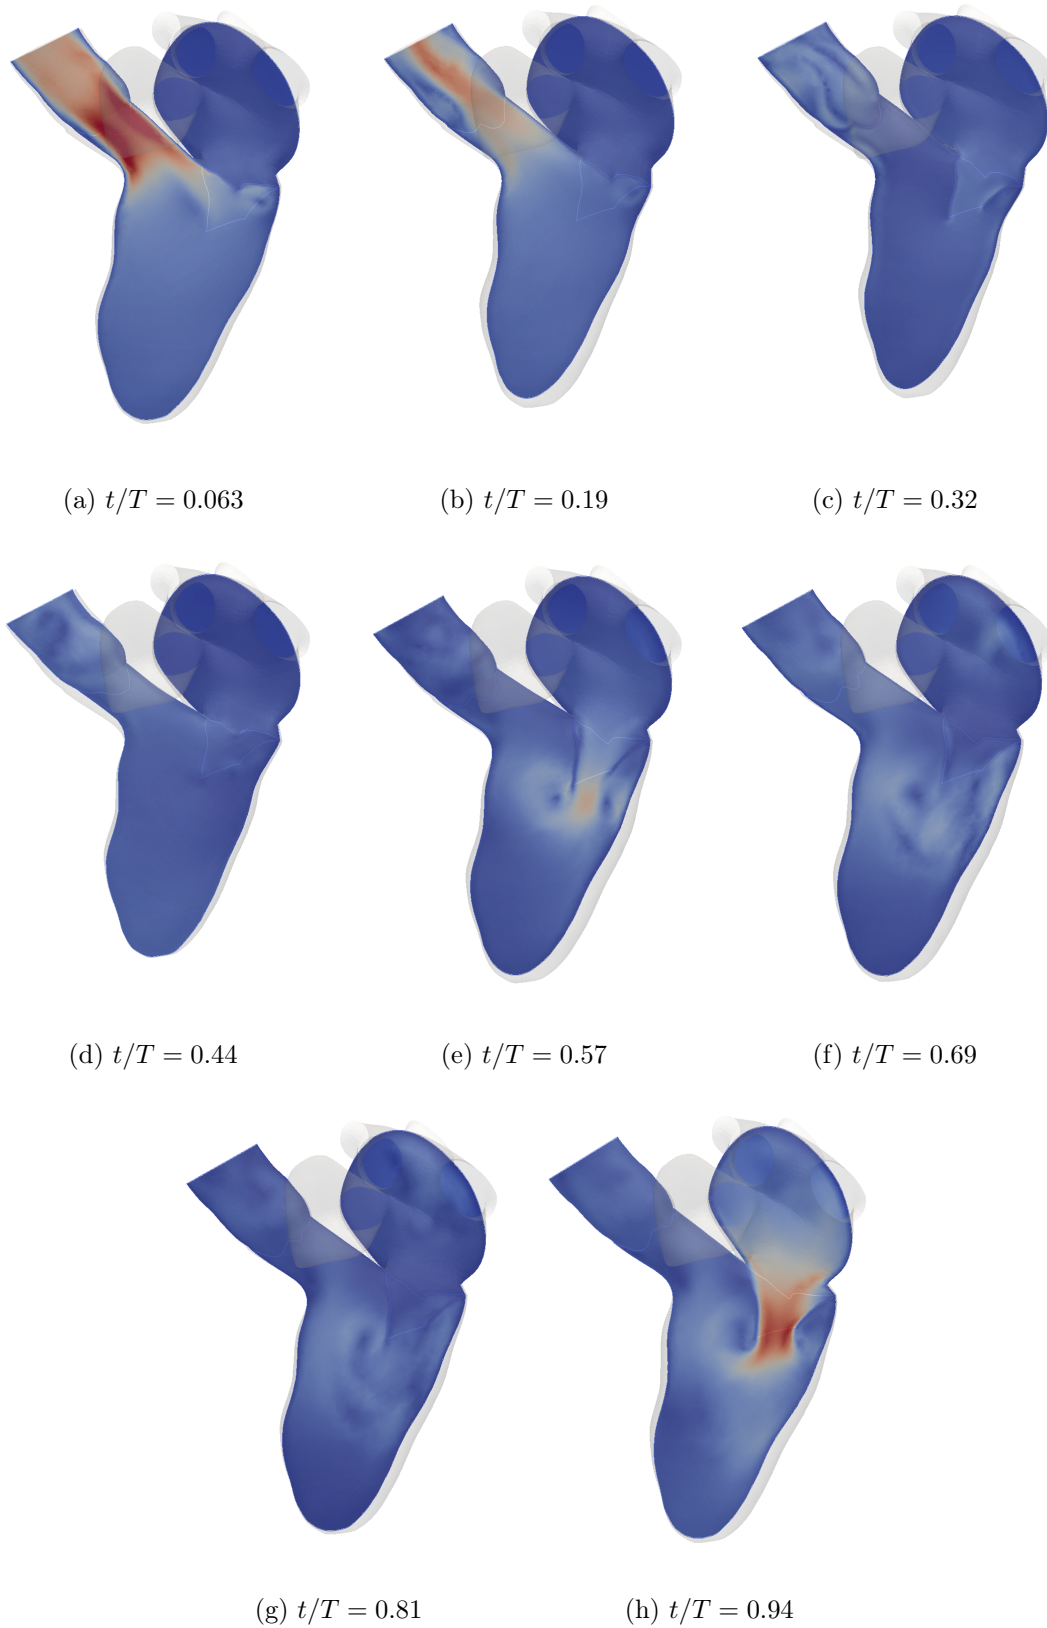 (a) t/T = 0.063
(b) t/T = 0.19
(c) t/T = 0.32
(d) t/T = 0.44
(e) t/T = 0.57
(f) t/T = 0.69
(g) t/T = 0.81
(h) t/T = 0.94